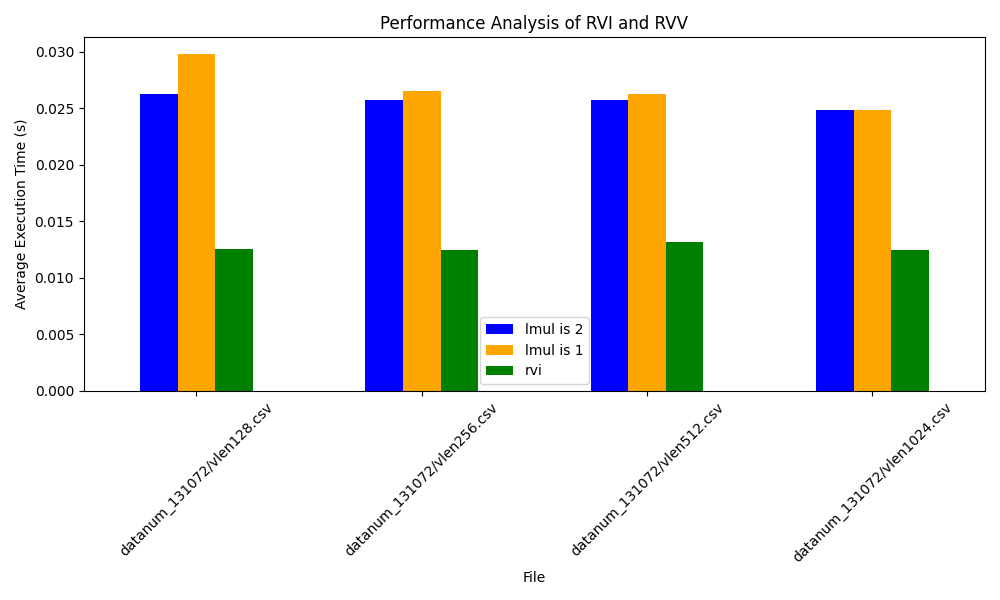 Performance Analysis of RVI and RVV
Average Execution Time (s)
0.030
0.025
0.020
0.015
0.010
0.005
0.000
lmul is 2
lmul is 1
rvi
datanum_131072/vlen128.csv
datanum_131072/vlen256.csv
datanum_131072/vlen512.csv
datanum_131072/vlen1024.csv
File